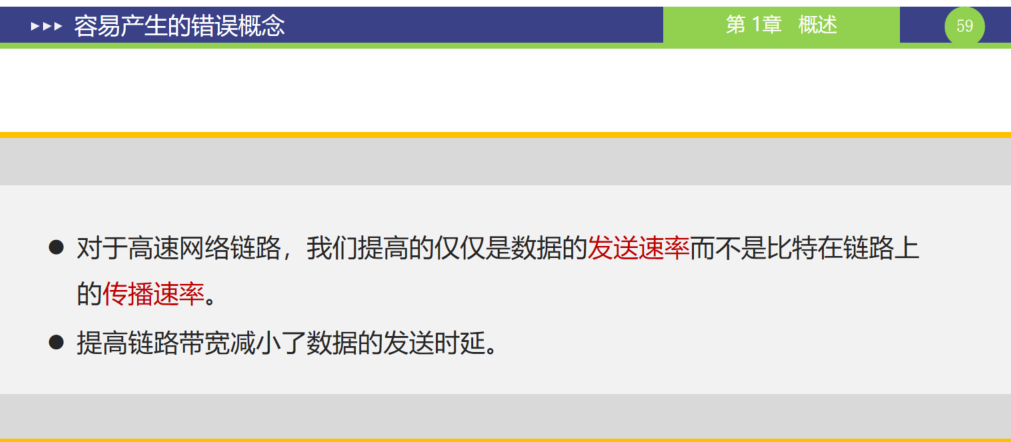 容易产生的错误概念
第 1章 概述
59
● 对于高速网络链路，我们提高的仅仅是数据的发送速率而不是比特在链路上
的传播速率。
● 提高链路带宽减小了数据的发送时延。